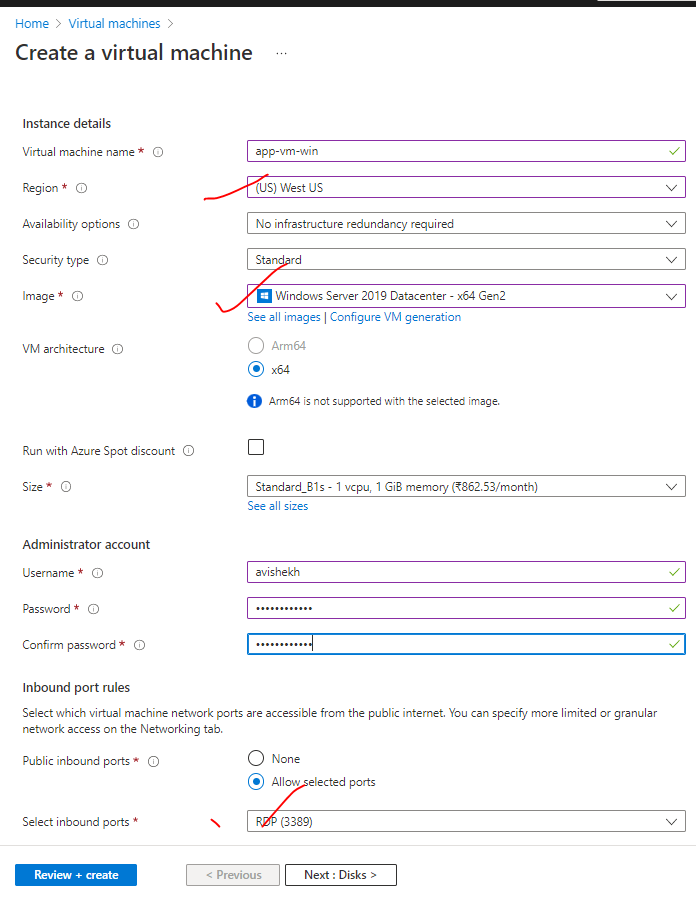 Home > Virtual machines >
Create a virtual machine ...
Instance details
Virtual machine name * app-vm-win
Region * (US) West US
Availability options No infrastructure redundancy required
Security type Standard
Image * Windows Server 2019 Datacenter - x64 Gen2
See all images | Configure VM generation
VM architecture Arm64
x64
Arm64 is not supported with the selected image.
Run with Azure Spot discount
Size * Standard_B1s - 1 vcpu, 1 GiB memory (₹862.53/month)
See all sizes
Administrator account
Username * avishekh
Password * ••••••••••••
Confirm password * ••••••••••••
Inbound port rules
Select which virtual machine network ports are accessible from the public internet. You can specify more limited or granular
network access on the Networking tab.
Public inbound ports * None
Allow selected ports
Select inbound ports * RDP (3389)
Review + create < Previous Next : Disks >